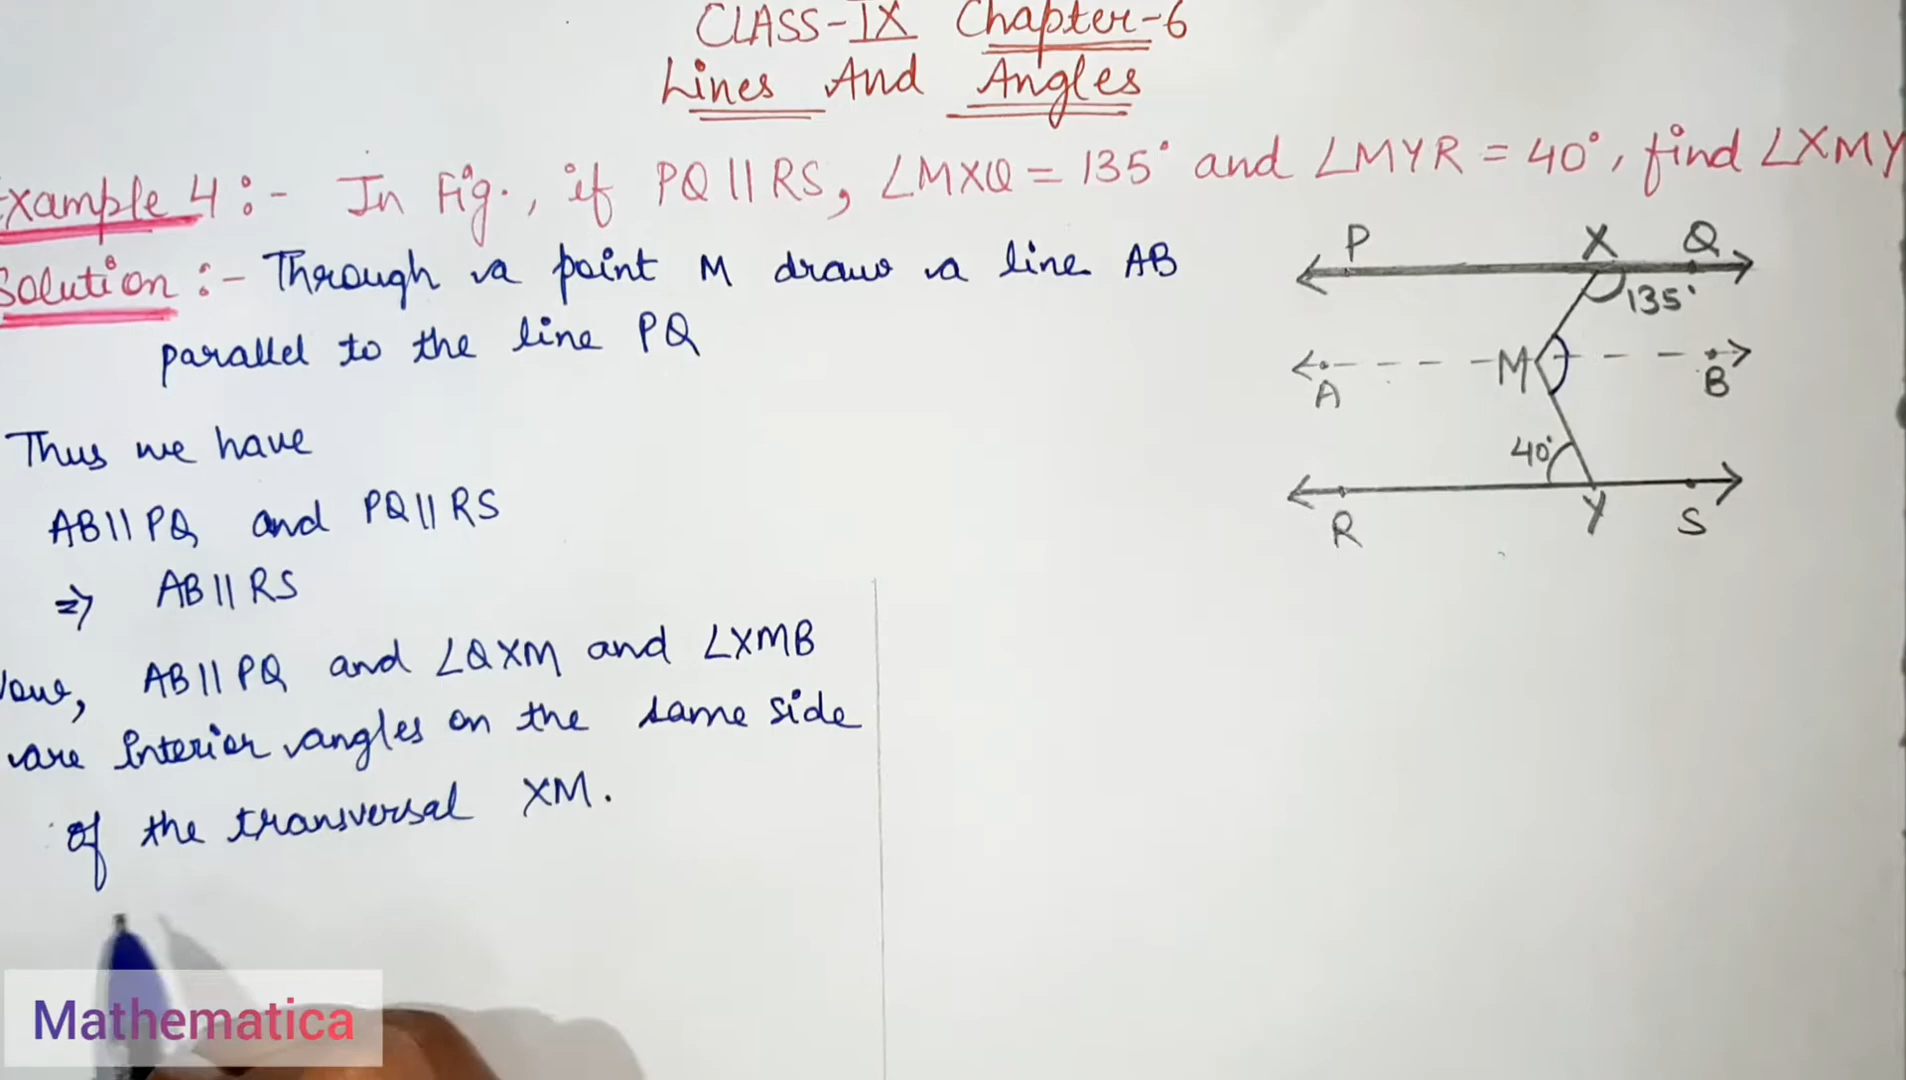 CLASS-IX Chapter-6
Lines And Angles
Example 4:- In Fig., if PQ || RS, ∠MXQ = 135° and ∠MYR = 40°, find ∠XMY
Solution :- Through a point M draw a line AB
parallel to the line PQ
P X Q
135°
A M B
40°
R Y S
Thus we have
AB || PQ and PQ || RS
⇒ AB || RS
Now, AB || PQ and ∠QXM and ∠XMB
are Interior angles on the same side
of the transversal XM.
Mathematica